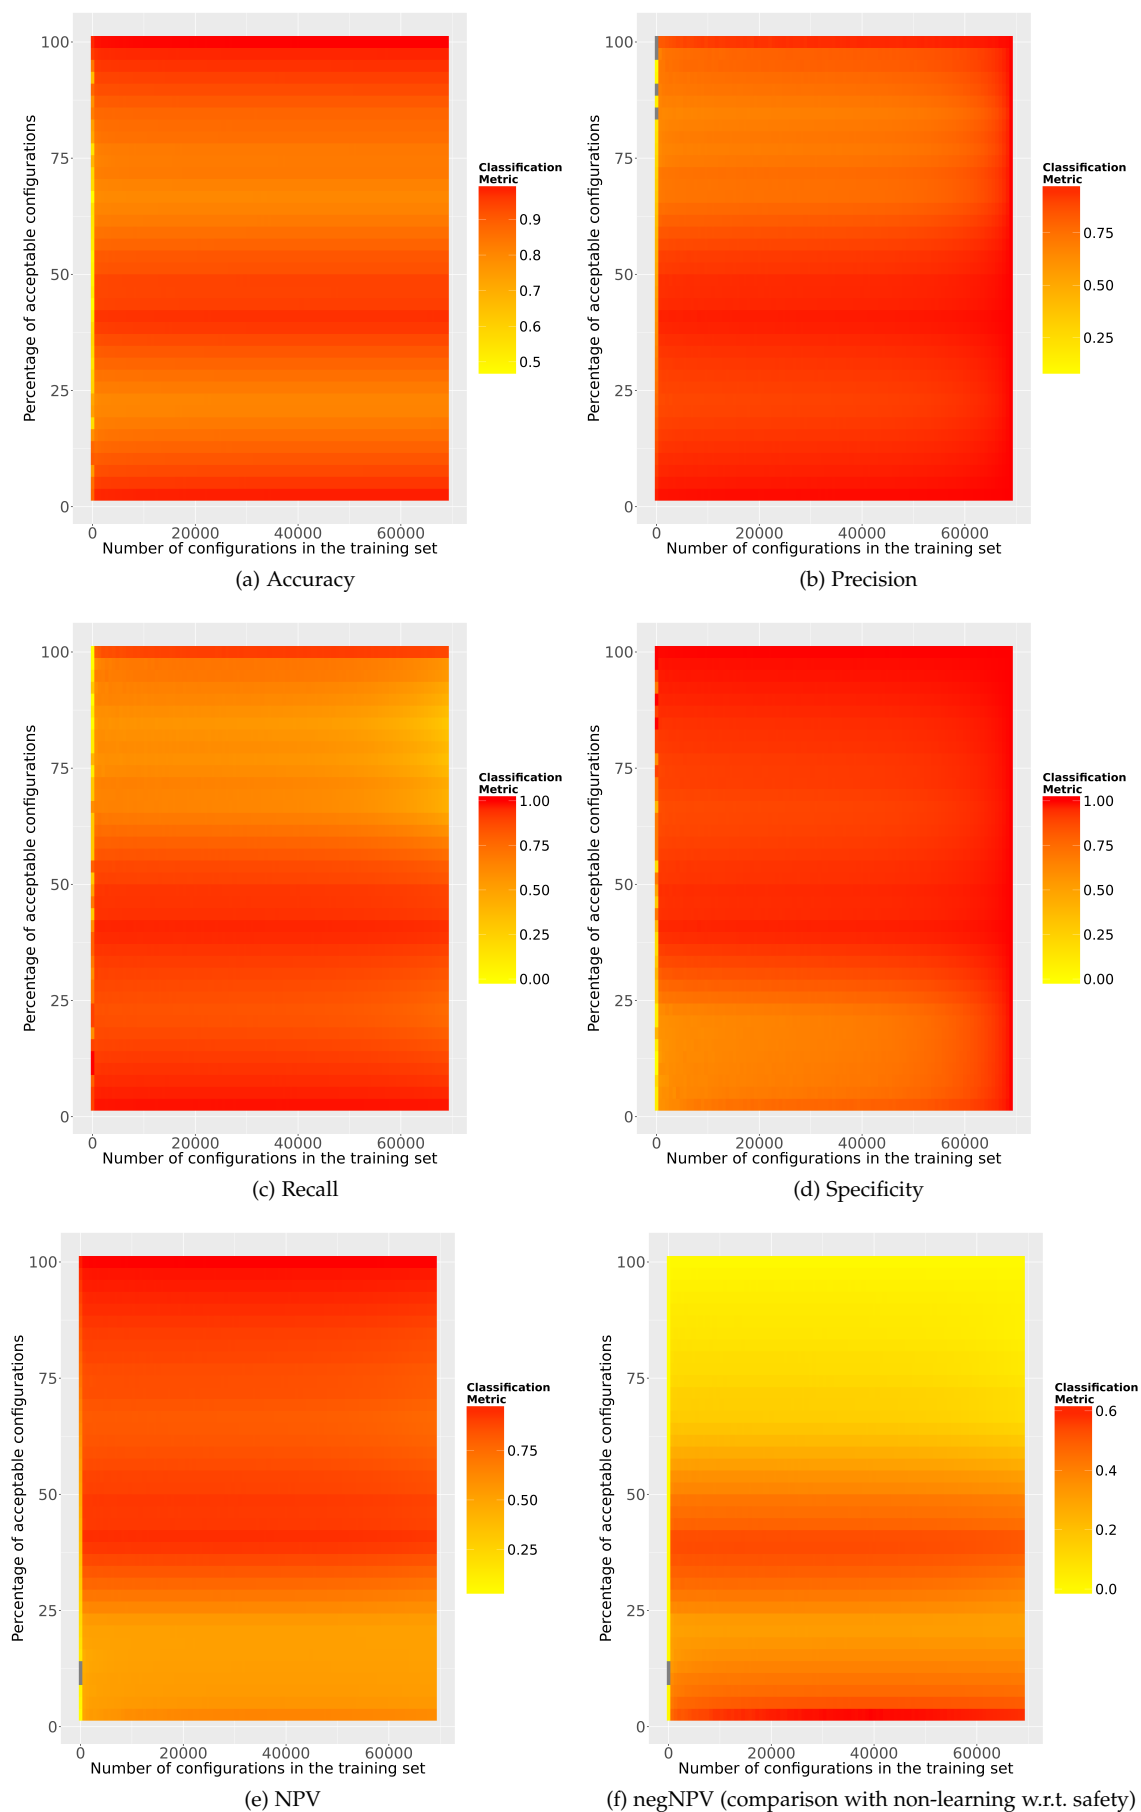 100
75
50
25
0
Percentage of acceptable configurations
0 20000 40000 60000
Number of configurations in the training set
Classification
Metric
0.9
0.8
0.7
0.6
0.5
(a) Accuracy
100
75
50
25
0
Percentage of acceptable configurations
0 20000 40000 60000
Number of configurations in the training set
Classification
Metric
0.75
0.50
0.25
(b) Precision
100
75
50
25
0
Percentage of acceptable configurations
0 20000 40000 60000
Number of configurations in the training set
Classification
Metric
1.00
0.75
0.50
0.25
0.00
(c) Recall
100
75
50
25
0
Percentage of acceptable configurations
0 20000 40000 60000
Number of configurations in the training set
Classification
Metric
1.00
0.75
0.50
0.25
0.00
(d) Specificity
100
75
50
25
0
Percentage of acceptable configurations
0 20000 40000 60000
Number of configurations in the training set
Classification
Metric
0.75
0.50
0.25
(e) NPV
100
75
50
25
0
Percentage of acceptable configurations
0 20000 40000 60000
Number of configurations in the training set
Classification
Metric
0.6
0.4
0.2
0.0
(f) negNPV (comparison with non-learning w.r.t. safety)